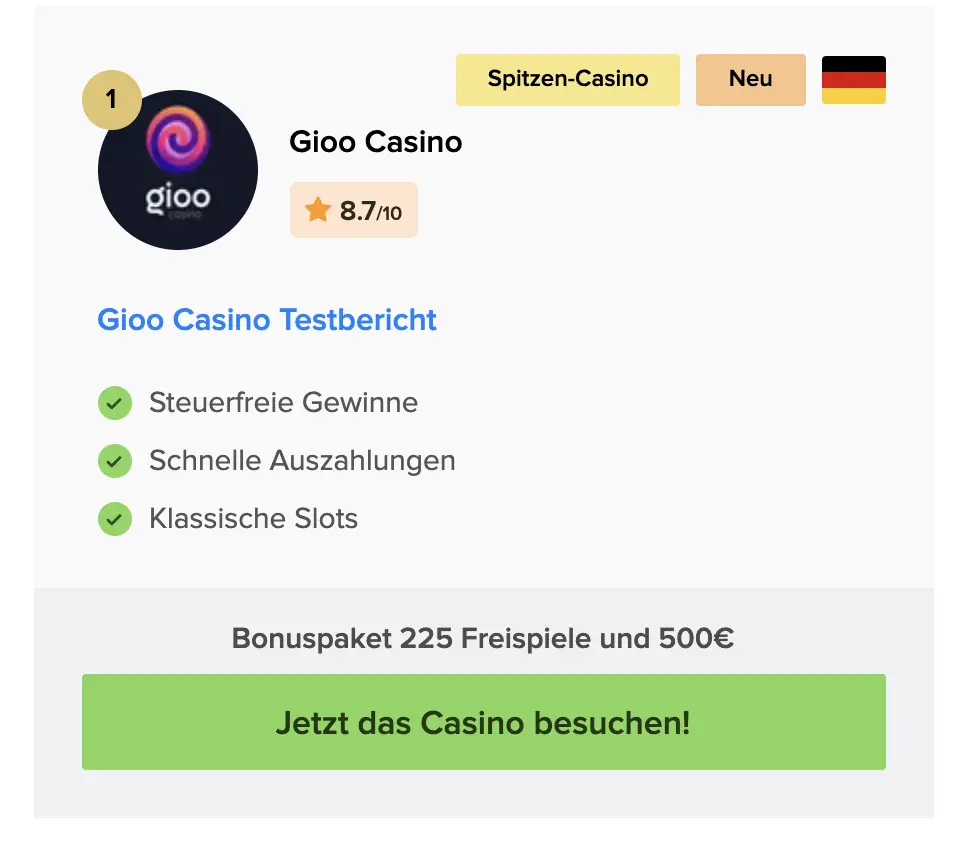 Spitzen-Casino
Neu
1
gioo
casino
Gioo Casino
8.7/10
Gioo Casino Testbericht
Steuerfreie Gewinne
Schnelle Auszahlungen
Klassische Slots
Bonuspaket 225 Freispiele und 500€
Jetzt das Casino besuchen!